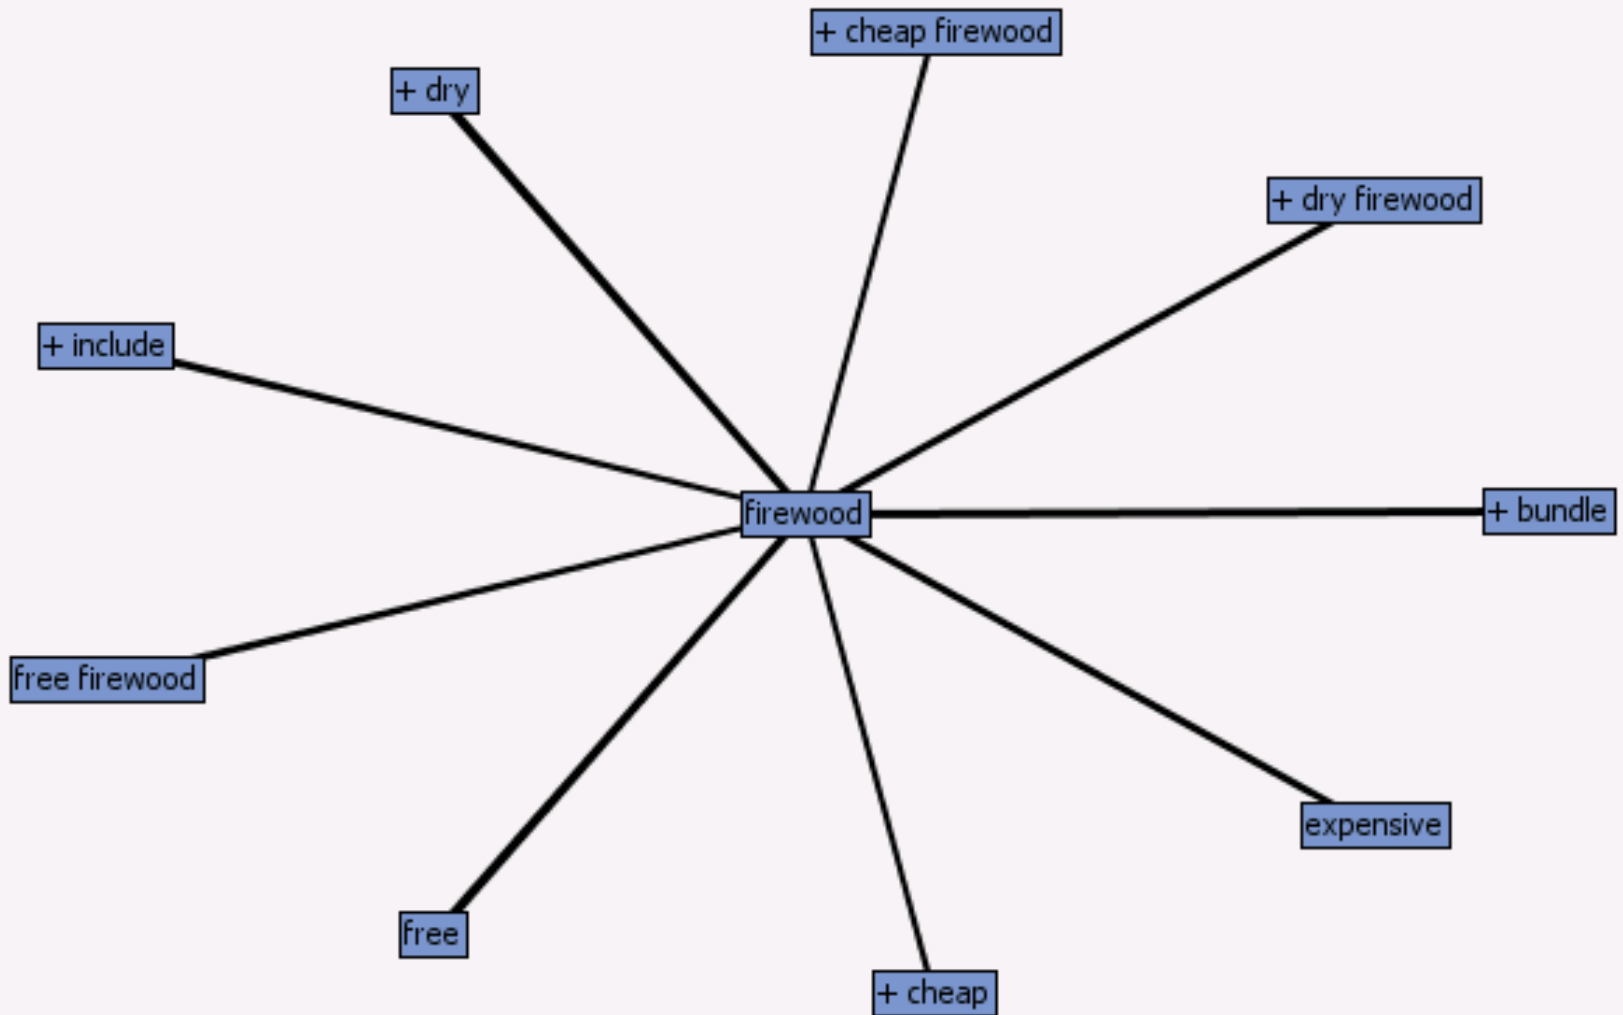 + cheap firewood
+ dry
+ dry firewood
+ include
firewood
+ bundle
free firewood
expensive
free
+ cheap